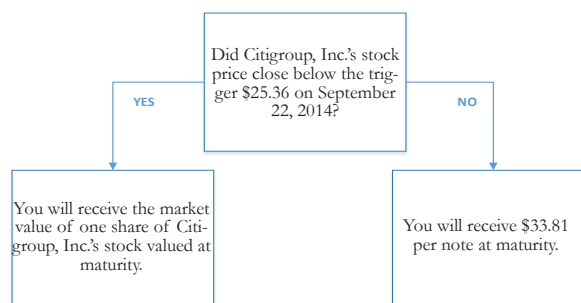 Did Citigroup, Inc.'s stock
price close below the trig-
ger $25.36 on September
22, 2014?
YES
NO
You will receive the market
value of one share of Citi-
group, Inc.'s stock valued at
maturity.
You will receive $33.81
per note at maturity.